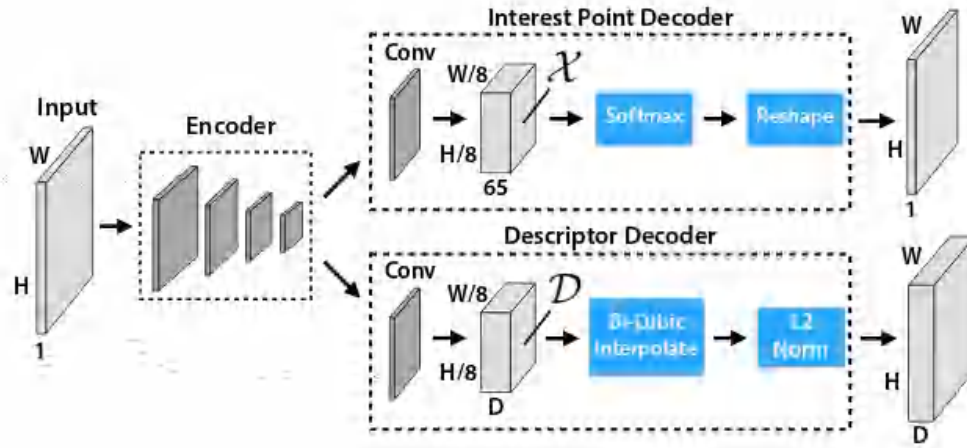 Interest Point Decoder
Conv
W/8
𝒳
Softmax
Reshape
H/8
65
W
H
1
Input
W
H
1
Encoder
Descriptor Decoder
Conv
W/8
𝒟
Bi-Cubic
Interpolate
L2
Norm
H/8
D
W
H
D